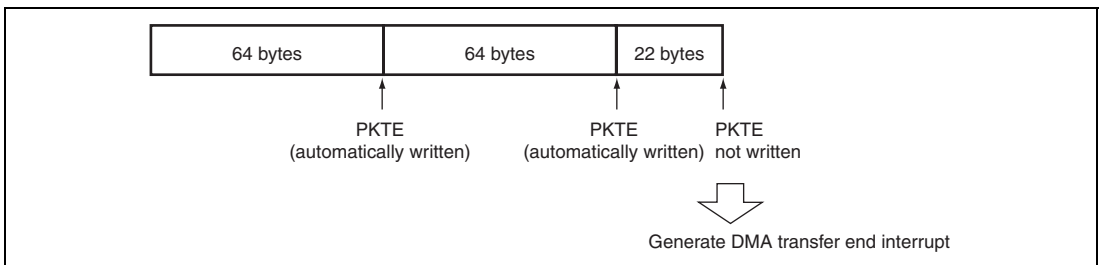 64 bytes 64 bytes 22 bytes
PKTE PKTE PKTE
(automatically written) (automatically written) not written
Generate DMA transfer end interrupt